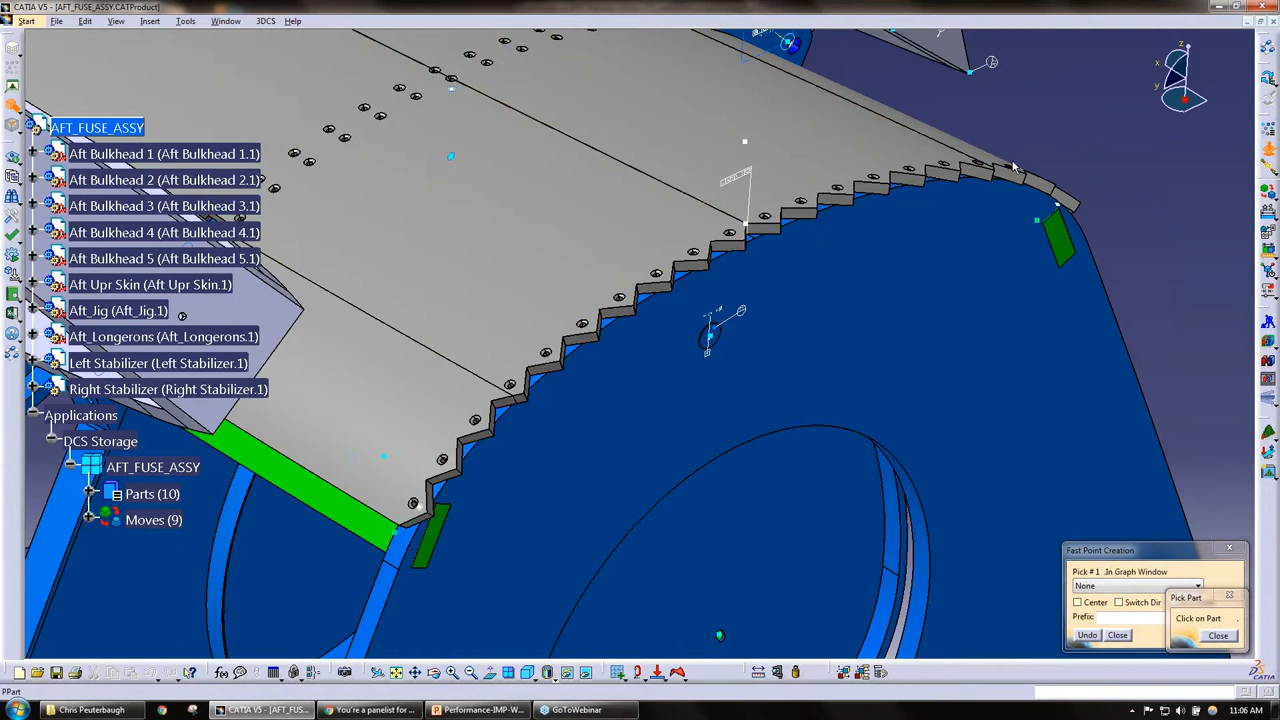 CATIA V5 - [AFT_FUSE_ASSY.CATProduct]
Start File Edit View Insert Tools Window 3DCS Help
z
x
y
AFT_FUSE_ASSY
Aft Bulkhead 1 (Aft Bulkhead 1.1)
Aft Bulkhead 2 (Aft Bulkhead 2.1)
Aft Bulkhead 3 (Aft Bulkhead 3.1)
Aft Bulkhead 4 (Aft Bulkhead 4.1)
Aft Bulkhead 5 (Aft Bulkhead 5.1)
Aft Upr Skin (Aft Upr Skin.1)
Aft_Jig (Aft_Jig.1)
Aft_Longerons (Aft_Longerons.1)
Left Stabilizer (Left Stabilizer.1)
Right Stabilizer (Right Stabilizer.1)
Applications
DCS Storage
AFT_FUSE_ASSY
Parts (10)
Moves (9)
Fast Point Creation
Pick # 1 .In Graph Window
None
Center Switch Dir
Prefix:
Undo Close
Pick Part
Click on Part .
Close
f(x)
CATIA
PPart
Chris Peuterbaugh
CATIA V5 - [AFT_FUS...
You're a panelist for ...
Performance-IMP-W...
GoToWebinar
11:06 AM